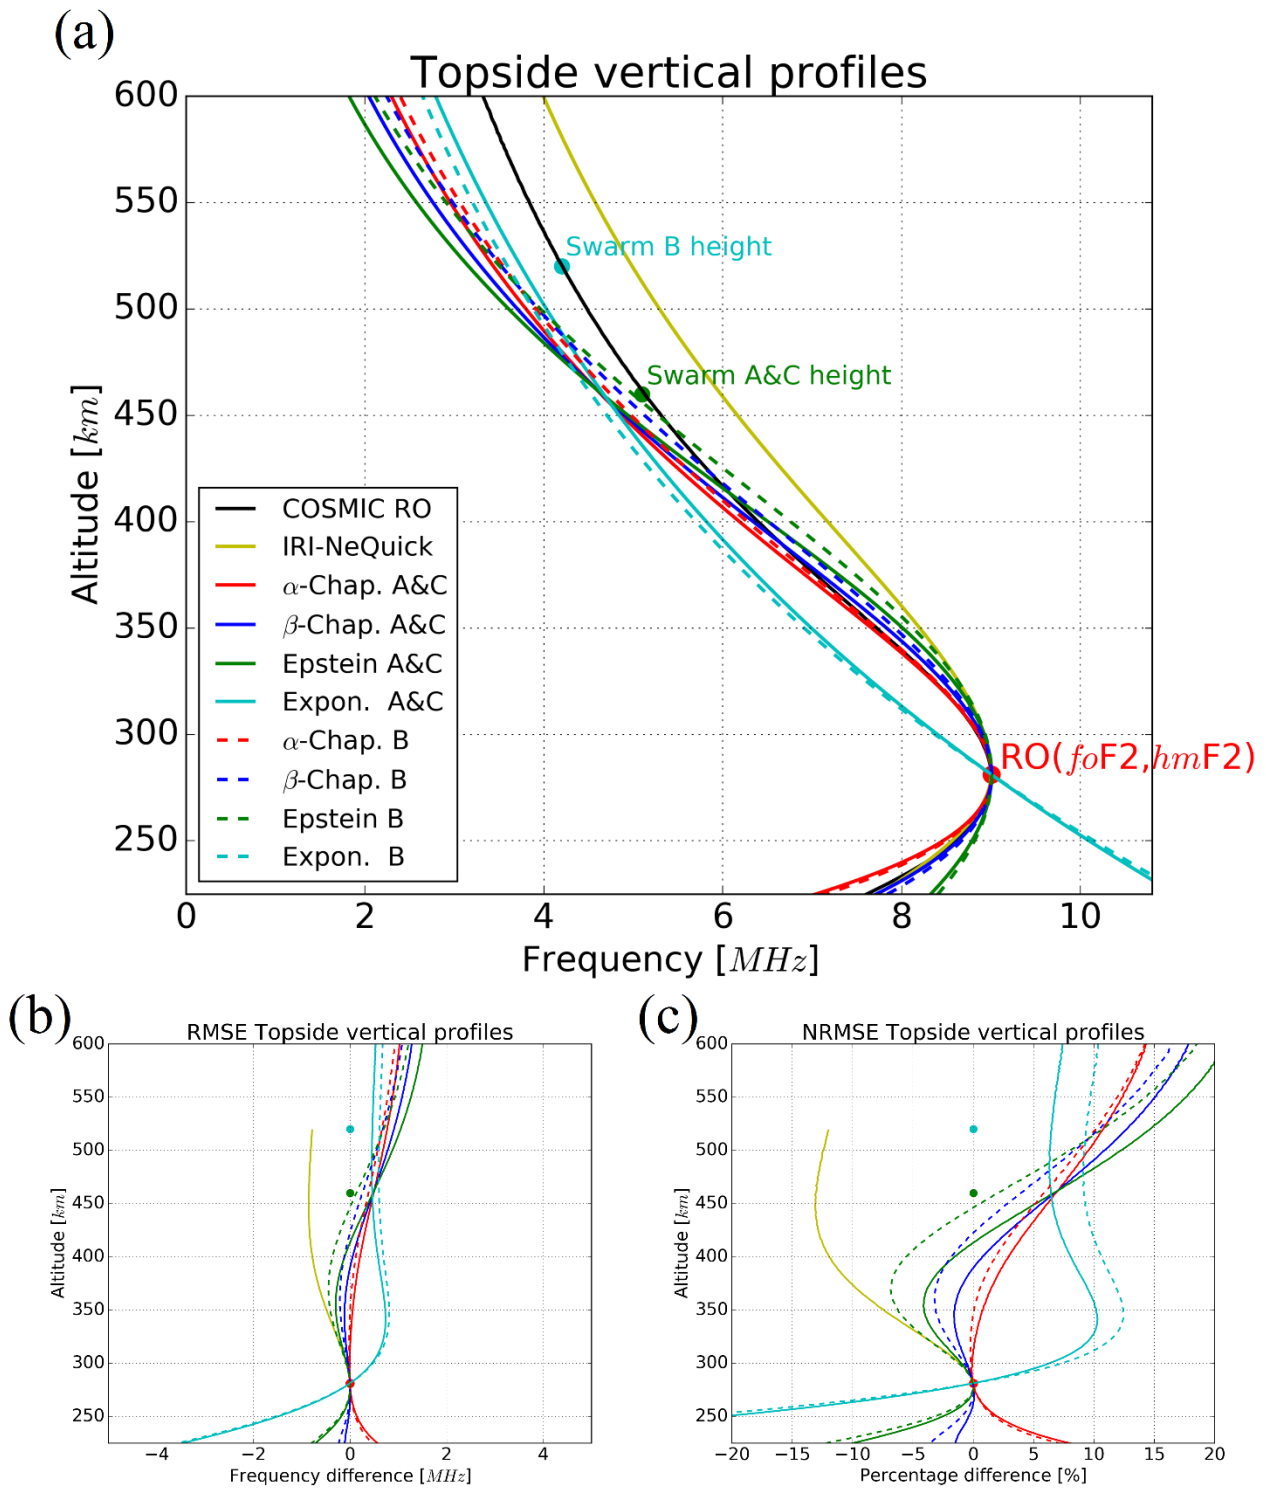 (a)
Topside vertical profiles
600
550
500
450
400
350
300
250
0 2 4 6 8 10
Altitude [km]
Frequency [MHz]
Swarm B height
Swarm A&C height
RO(foF2,hmF2)
COSMIC RO
IRI-NeQuick
α-Chap. A&C
β-Chap. A&C
Epstein A&C
Expon. A&C
α-Chap. B
β-Chap. B
Epstein B
Expon. B
(b)
RMSE Topside vertical profiles
600
550
500
450
400
350
300
250
−4 −2 0 2 4
Altitude [km]
Frequency difference [MHz]
(c)
NRMSE Topside vertical profiles
600
550
500
450
400
350
300
250
−20 −15 −10 −5 0 5 10 15 20
Altitude [km]
Percentage difference [%]